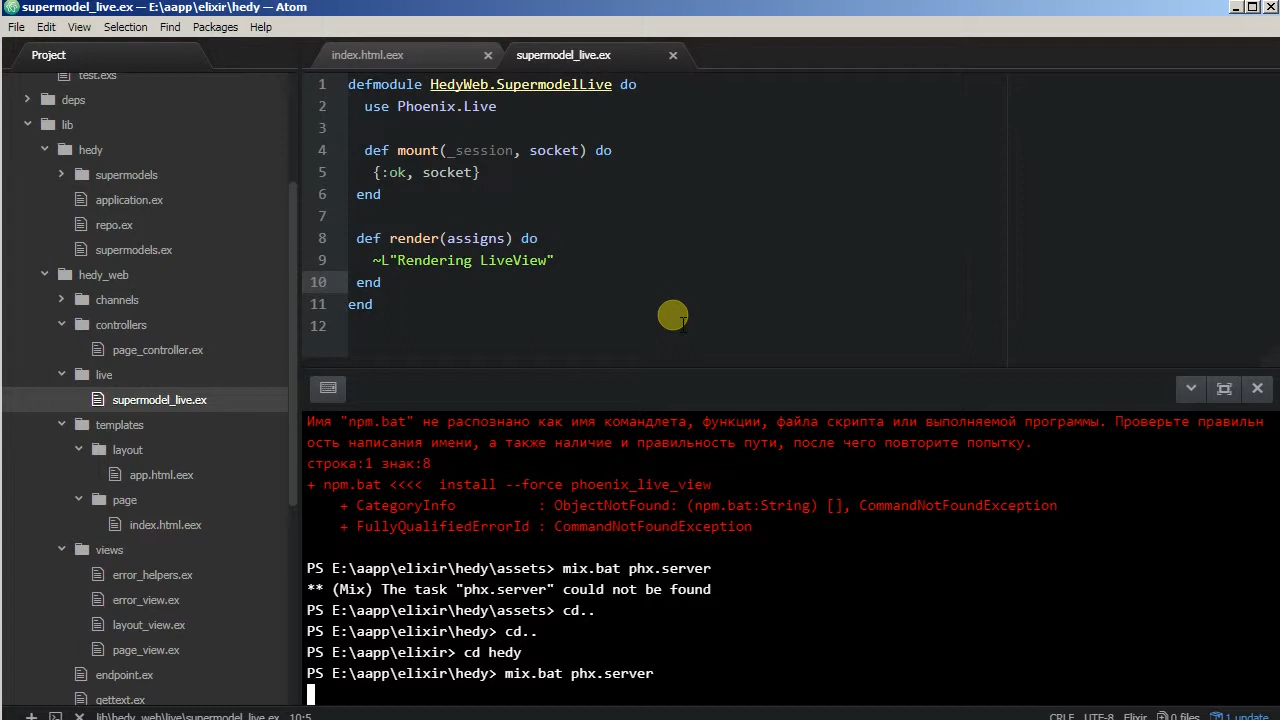 supermodel_live.ex — E:\aapp\elixir\hedy — Atom
File Edit View Selection Find Packages Help
Project
index.html.eex
supermodel_live.ex
test.exs
deps
lib
hedy
supermodels
application.ex
repo.ex
supermodels.ex
hedy_web
channels
controllers
page_controller.ex
live
supermodel_live.ex
templates
layout
app.html.eex
page
index.html.eex
views
error_helpers.ex
error_view.ex
layout_view.ex
page_view.ex
endpoint.ex
gettext.ex
1 defmodule HedyWeb.SupermodelLive do
2 use Phoenix.Live
3
4 def mount(_session, socket) do
5 {:ok, socket}
6 end
7
8 def render(assigns) do
9 ~L"Rendering LiveView"
10 end
11 end
12
Имя "npm.bat" не распознано как имя командлета, функции, файла скрипта или выполняемой программы. Проверьте правильн
ость написания имени, а также наличие и правильность пути, после чего повторите попытку.
строка:1 знак:8
+ npm.bat <<<<  install --force phoenix_live_view
+ CategoryInfo : ObjectNotFound: (npm.bat:String) [], CommandNotFoundException
+ FullyQualifiedErrorId : CommandNotFoundException
PS E:\aapp\elixir\hedy\assets> mix.bat phx.server
** (Mix) The task "phx.server" could not be found
PS E:\aapp\elixir\hedy\assets> cd..
PS E:\aapp\elixir\hedy> cd..
PS E:\aapp\elixir> cd hedy
PS E:\aapp\elixir\hedy> mix.bat phx.server
lib\hedy_web\live\supermodel_live.ex 10:5 CRLF UTF-8 Elixir 0 files 1 update